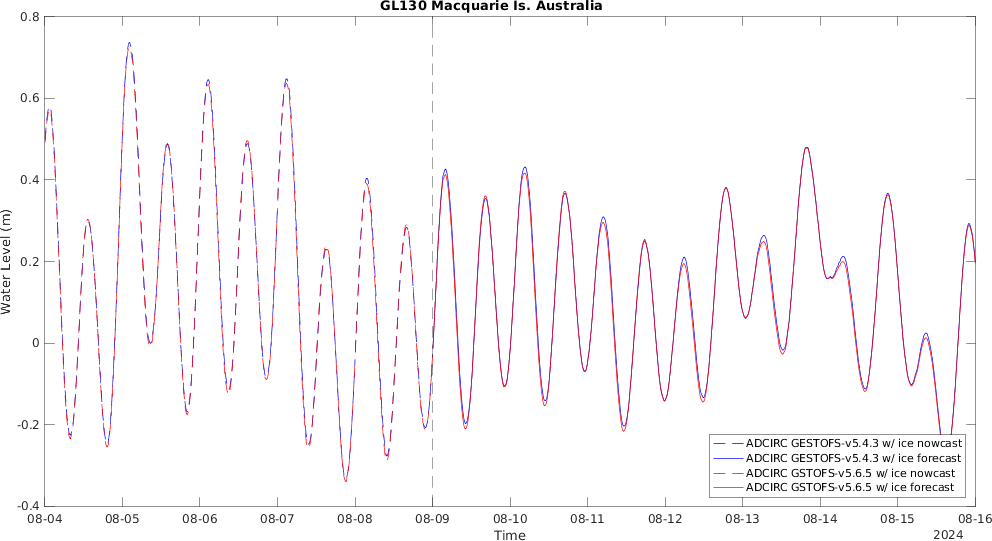 GL130 Macquarie Is. Australia
0.8
0.6
0.4
0.2
0
-0.2
-0.4
Water Level (m)
ADCIRC GESTOFS-v5.4.3 w/ ice nowcast
ADCIRC GESTOFS-v5.4.3 w/ ice forecast
ADCIRC GSTOFS-v5.6.5 w/ ice nowcast
ADCIRC GSTOFS-v5.6.5 w/ ice forecast
08-04 08-05 08-06 08-07 08-08 08-09 08-10 08-11 08-12 08-13 08-14 08-15 08-16
Time
2024